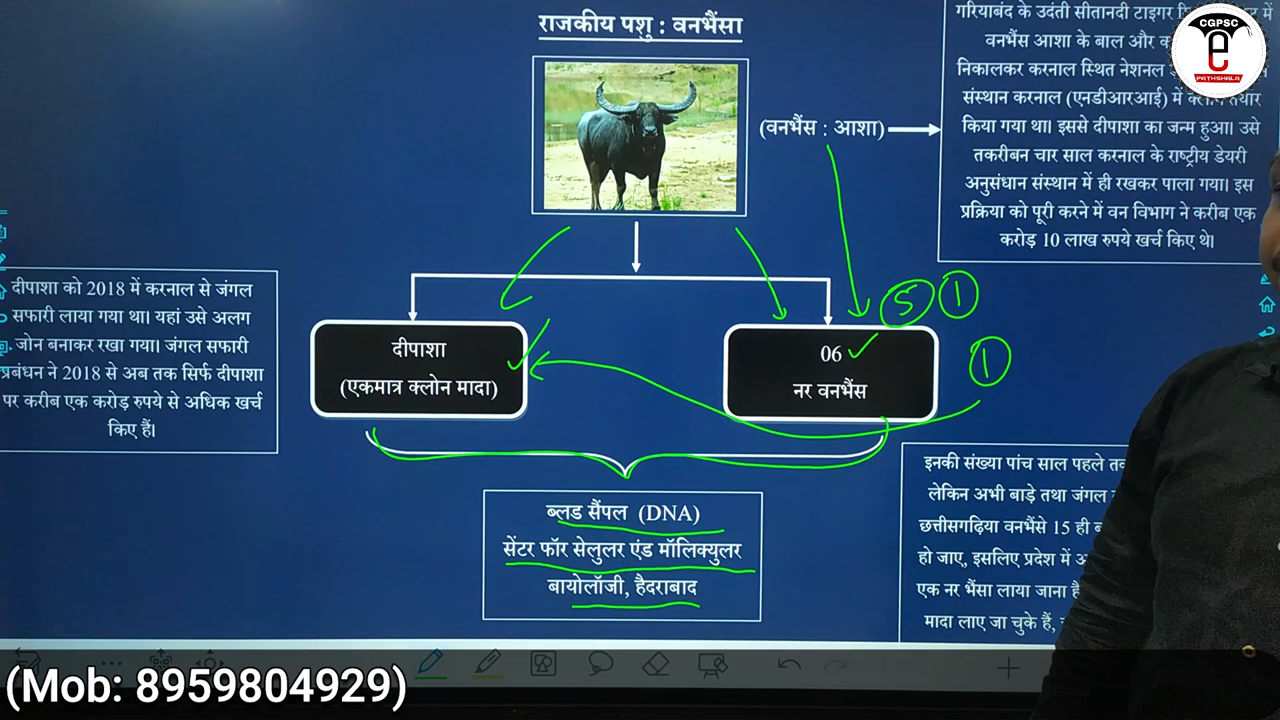 राजकीय पशु : वनभैंसा
गरियाबंद के उदंती सीतानदी टाइगर में
वनभैंस आशा के बाल और
निकालकर करनाल स्थित नेशनल
संस्थान करनाल (एनडीआरआई) में क्लोन तैयार
किया गया था। इससे दीपाशा का जन्म हुआ। उसे
तकरीबन चार साल करनाल के राष्ट्रीय डेयरी
अनुसंधान संस्थान में ही रखकर पाला गया। इस
प्रक्रिया को पूरी करने में वन विभाग ने करीब एक
करोड़ 10 लाख रुपये खर्च किए थे।
CGPSC
e
PATHSHALA
(वनभैंस : आशा)
दीपाशा को 2018 में करनाल से जंगल
सफारी लाया गया था। यहां उसे अलग
जोन बनाकर रखा गया। जंगल सफारी
प्रबंधन ने 2018 से अब तक सिर्फ दीपाशा
पर करीब एक करोड़ रुपये से अधिक खर्च
किए हैं।
दीपाशा
(एकमात्र क्लोन मादा)
5 1
06
नर वनभैंस
1
ब्लड सैंपल (DNA)
सेंटर फॉर सेलुलर एंड मॉलिक्युलर
बायोलॉजी, हैदराबाद
इनकी संख्या पांच साल पहले
लेकिन अभी बाड़े तथा जंगल
छत्तीसगढ़िया वनभैंसे 15 ही
हो जाए, इसलिए प्रदेश में
एक नर भैंसा लाया जाना
मादा लाए जा चुके हैं,
(Mob: 8959804929)